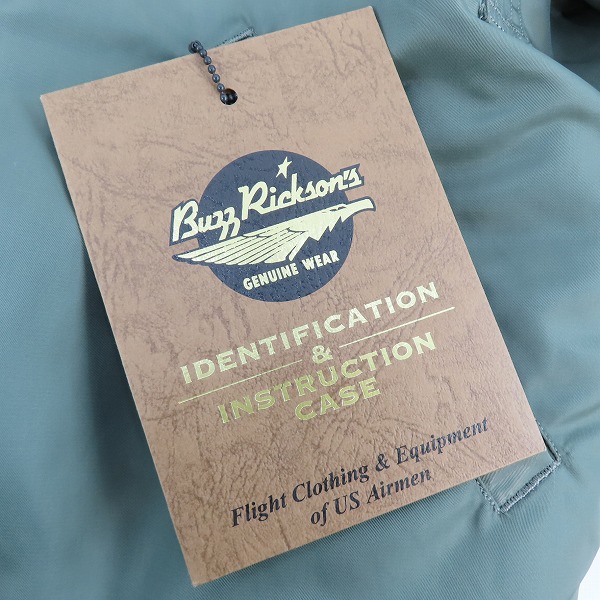 Buzz Rickson's
GENUINE WEAR
IDENTIFICATION
&
INSTRUCTION
CASE
Flight Clothing & Equipment
of US Airmen